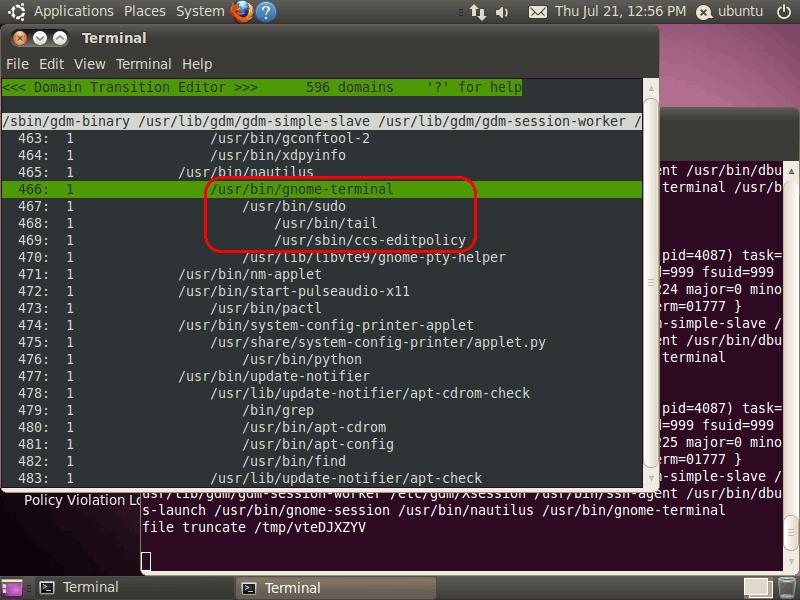 Applications Places System ? Thu Jul 21, 12:56 PM ubuntu
Terminal
File Edit View Terminal Help
<<< Domain Transition Editor >>>      596 domains    '?' for help
/sbin/gdm-binary /usr/lib/gdm/gdm-simple-slave /usr/lib/gdm/gdm-session-worker /
463:  1                 /usr/bin/gconftool-2
464:  1                 /usr/bin/xdpyinfo
465:  1             /usr/bin/nautilus
466:  1                 /usr/bin/gnome-terminal
467:  1                     /usr/bin/sudo
468:  1                         /usr/bin/tail
469:  1                         /usr/sbin/ccs-editpolicy
470:  1                     /usr/lib/libvte9/gnome-pty-helper
471:  1             /usr/bin/nm-applet
472:  1             /usr/bin/start-pulseaudio-x11
473:  1                 /usr/bin/pactl
474:  1             /usr/bin/system-config-printer-applet
475:  1                 /usr/share/system-config-printer/applet.py
476:  1                     /usr/bin/python
477:  1             /usr/bin/update-notifier
478:  1                 /usr/lib/update-notifier/apt-cdrom-check
479:  1                     /bin/grep
480:  1                     /usr/bin/apt-cdrom
481:  1                     /usr/bin/apt-config
482:  1                     /usr/bin/find
483:  1                 /usr/lib/update-notifier/apt-check
ent /usr/bin/dbu
terminal /usr/b
pid=4087) task=
=999 fsuid=999
24 major=0 mino
erm=01777 }
-simple-slave /
ent /usr/bin/dbu
terminal
pid=4087) task=
=999 fsuid=999
25 major=0 mino
erm=01777 }
-simple-slave /
Policy Violation Lo
usr/lib/gdm/gdm-session-worker /etc/gdm/Xsession /usr/bin/ssh-agent /usr/bin/dbu
s-launch /usr/bin/gnome-session /usr/bin/nautilus /usr/bin/gnome-terminal
file truncate /tmp/vteDJXZYV
Terminal
Terminal